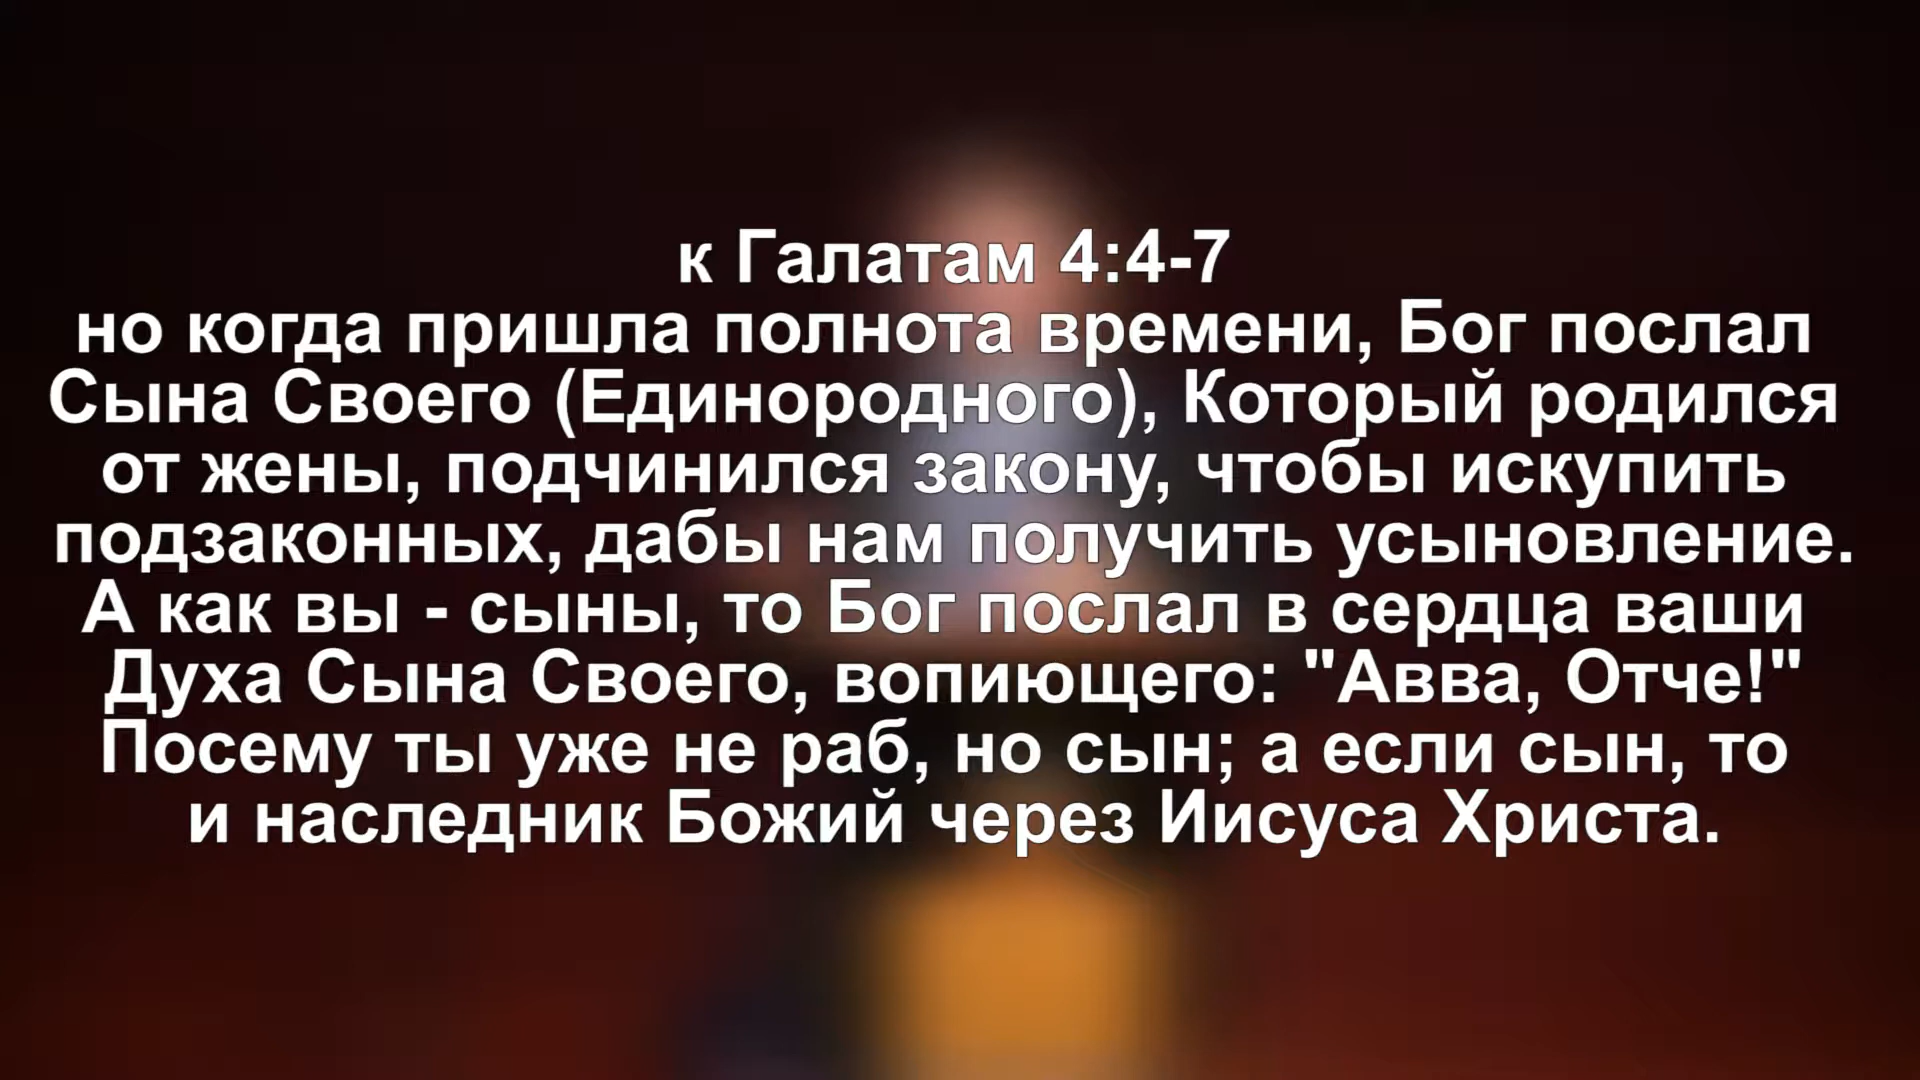 к Галатам 4:4-7
но когда пришла полнота времени, Бог послал
Сына Своего (Единородного), Который родился
от жены, подчинился закону, чтобы искупить
подзаконных, дабы нам получить усыновление.
А как вы - сыны, то Бог послал в сердца ваши
Духа Сына Своего, вопиющего: "Авва, Отче!"
Посему ты уже не раб, но сын; а если сын, то
и наследник Божий через Иисуса Христа.